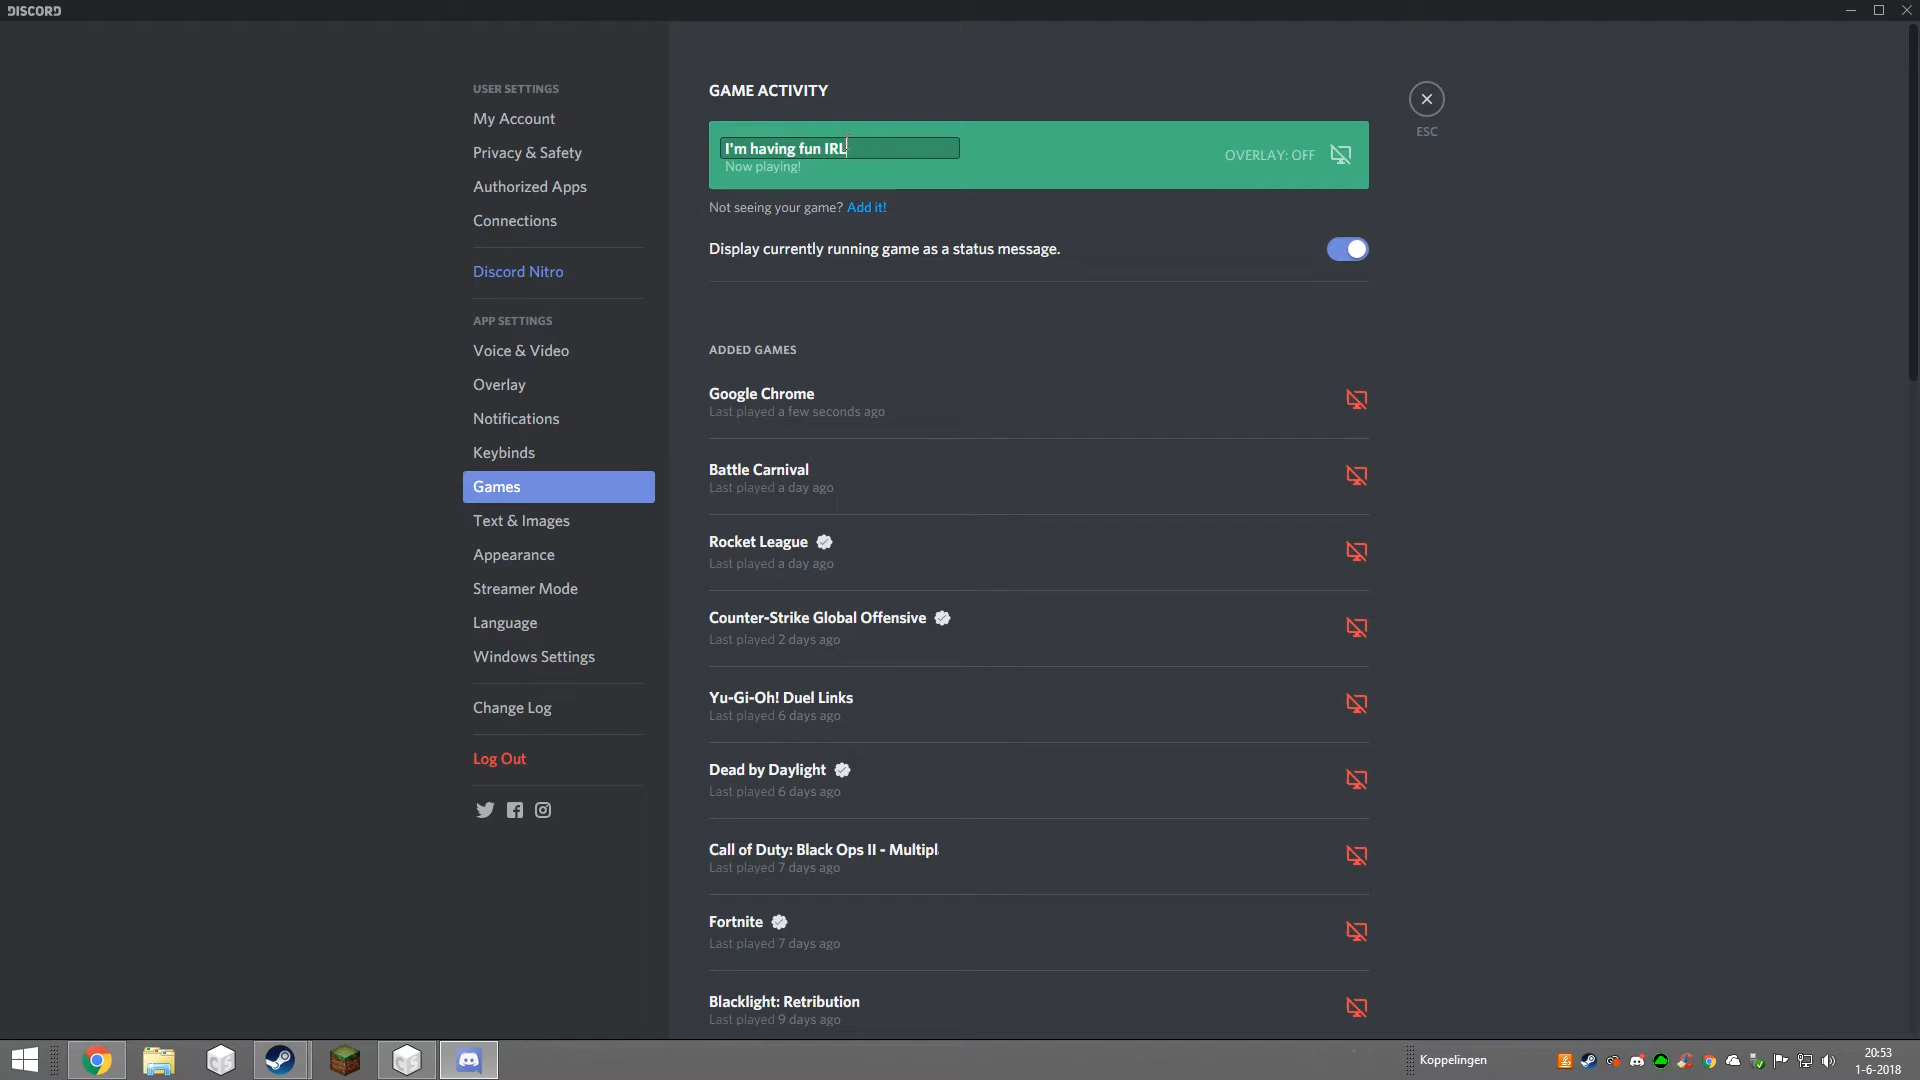 DISCORD
USER SETTINGS
My Account
Privacy & Safety
Authorized Apps
Connections
Discord Nitro
APP SETTINGS
Voice & Video
Overlay
Notifications
Keybinds
Games
Text & Images
Appearance
Streamer Mode
Language
Windows Settings
Change Log
Log Out
GAME ACTIVITY
I'm having fun IRL
Now playing!
OVERLAY: OFF
ESC
Not seeing your game? Add it!
Display currently running game as a status message.
ADDED GAMES
Google Chrome
Last played a few seconds ago
Battle Carnival
Last played a day ago
Rocket League
Last played a day ago
Counter-Strike Global Offensive
Last played 2 days ago
Yu-Gi-Oh! Duel Links
Last played 6 days ago
Dead by Daylight
Last played 6 days ago
Call of Duty: Black Ops II - Multipl
Last played 7 days ago
Fortnite
Last played 7 days ago
Blacklight: Retribution
Last played 9 days ago
Koppelingen
20:53
1-6-2018